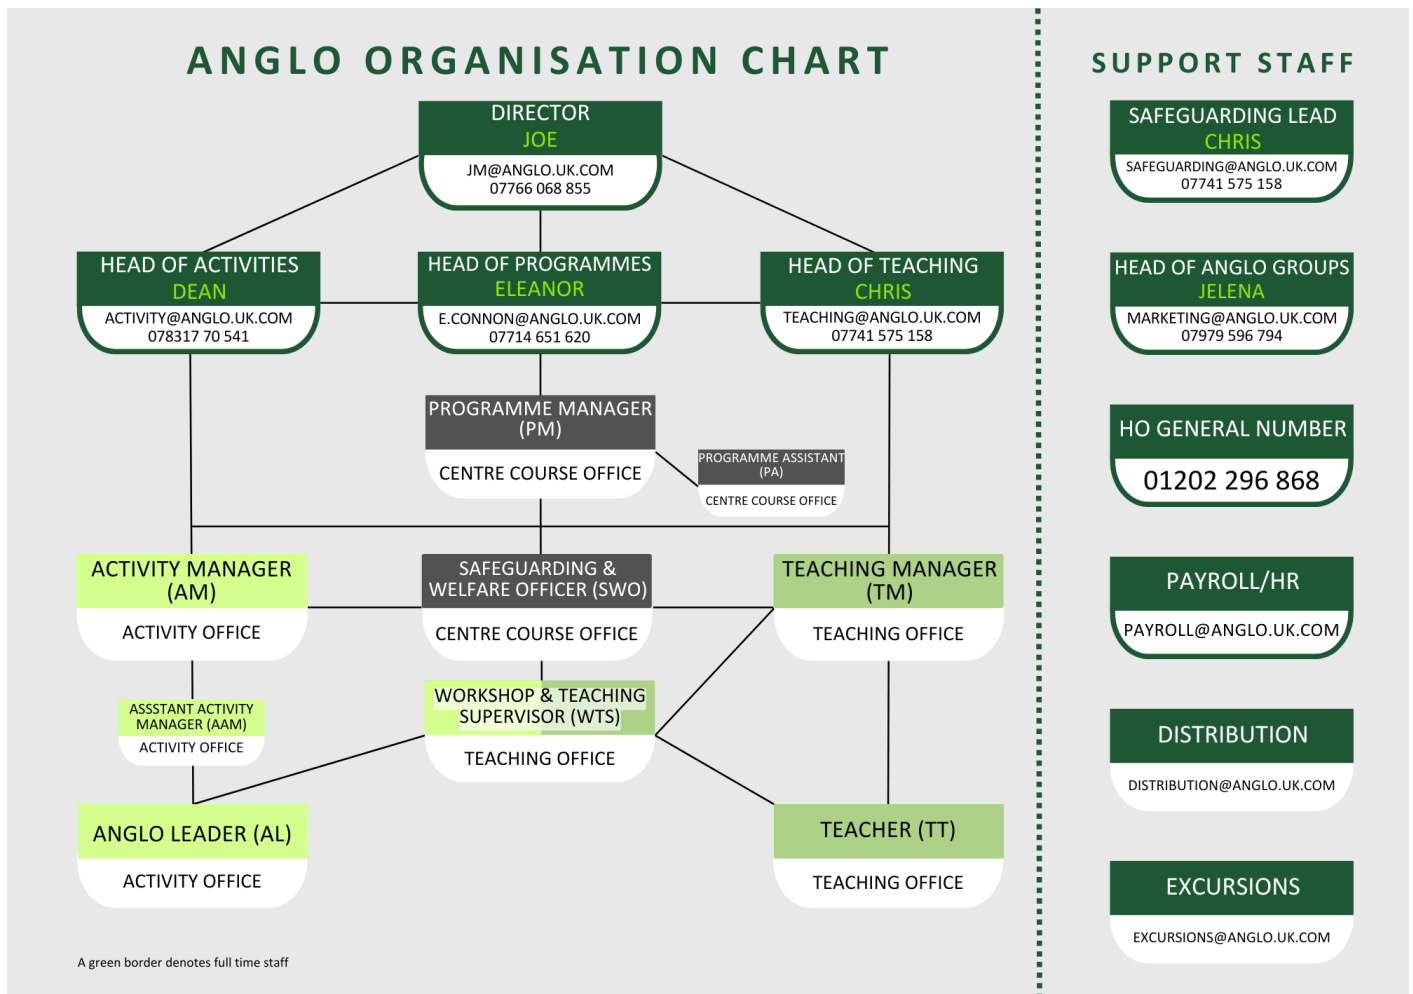 ANGLO ORGANISATION CHART
DIRECTOR
JOE
JM@ANGLO.UK.COM
07766 068 855
HEAD OF ACTIVITIES
DEAN
ACTIVITY@ANGLO.UK.COM
078317 70 541
HEAD OF PROGRAMMES
ELEANOR
E.CONNON@ANGLO.UK.COM
07714 651 620
HEAD OF TEACHING
CHRIS
TEACHING@ANGLO.UK.COM
07741 575 158
PROGRAMME MANAGER
(PM)
CENTRE COURSE OFFICE
PROGRAMME ASSISTANT
(PA)
CENTRE COURSE OFFICE
ACTIVITY MANAGER
(AM)
ACTIVITY OFFICE
SAFEGUARDING &
WELFARE OFFICER (SWO)
CENTRE COURSE OFFICE
TEACHING MANAGER
(TM)
TEACHING OFFICE
ASSSTANT ACTIVITY
MANAGER (AAM)
ACTIVITY OFFICE
WORKSHOP & TEACHING
SUPERVISOR (WTS)
TEACHING OFFICE
ANGLO LEADER (AL)
ACTIVITY OFFICE
TEACHER (TT)
TEACHING OFFICE
A green border denotes full time staff
SUPPORT STAFF
SAFEGUARDING LEAD
CHRIS
SAFEGUARDING@ANGLO.UK.COM
07741 575 158
HEAD OF ANGLO GROUPS
JELENA
MARKETING@ANGLO.UK.COM
07979 596 794
HO GENERAL NUMBER
01202 296 868
PAYROLL/HR
PAYROLL@ANGLO.UK.COM
DISTRIBUTION
DISTRIBUTION@ANGLO.UK.COM
EXCURSIONS
EXCURSIONS@ANGLO.UK.COM